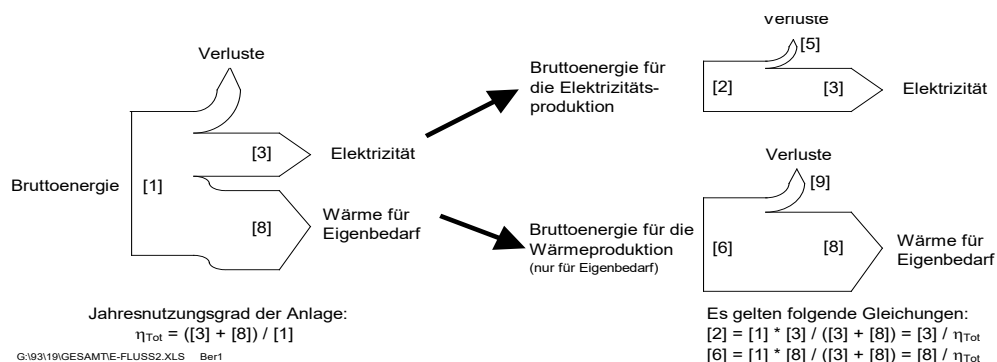 Verluste
[3]
Elektrizität
Bruttoenergie
[1]
[8]
Wärme für
Eigenbedarf
Jahresnutzungsgrad der Anlage:
ηTot = ([3] + [8]) / [1]
G:\93\19\GESAMT\E-FLUSS2.XLS Ber1
Bruttoenergie für
die Elektrizitäts-
produktion
Verluste
[5]
[2]
[3]
Elektrizität
Bruttoenergie für die
Wärmeproduktion
(nur für Eigenbedarf)
Verluste
[9]
[6]
[8]
Wärme für
Eigenbedarf
Es gelten folgende Gleichungen:
[2] = [1] * [3] / ([3] + [8]) = [3] / ηTot
[6] = [1] * [8] / ([3] + [8]) = [8] / ηTot